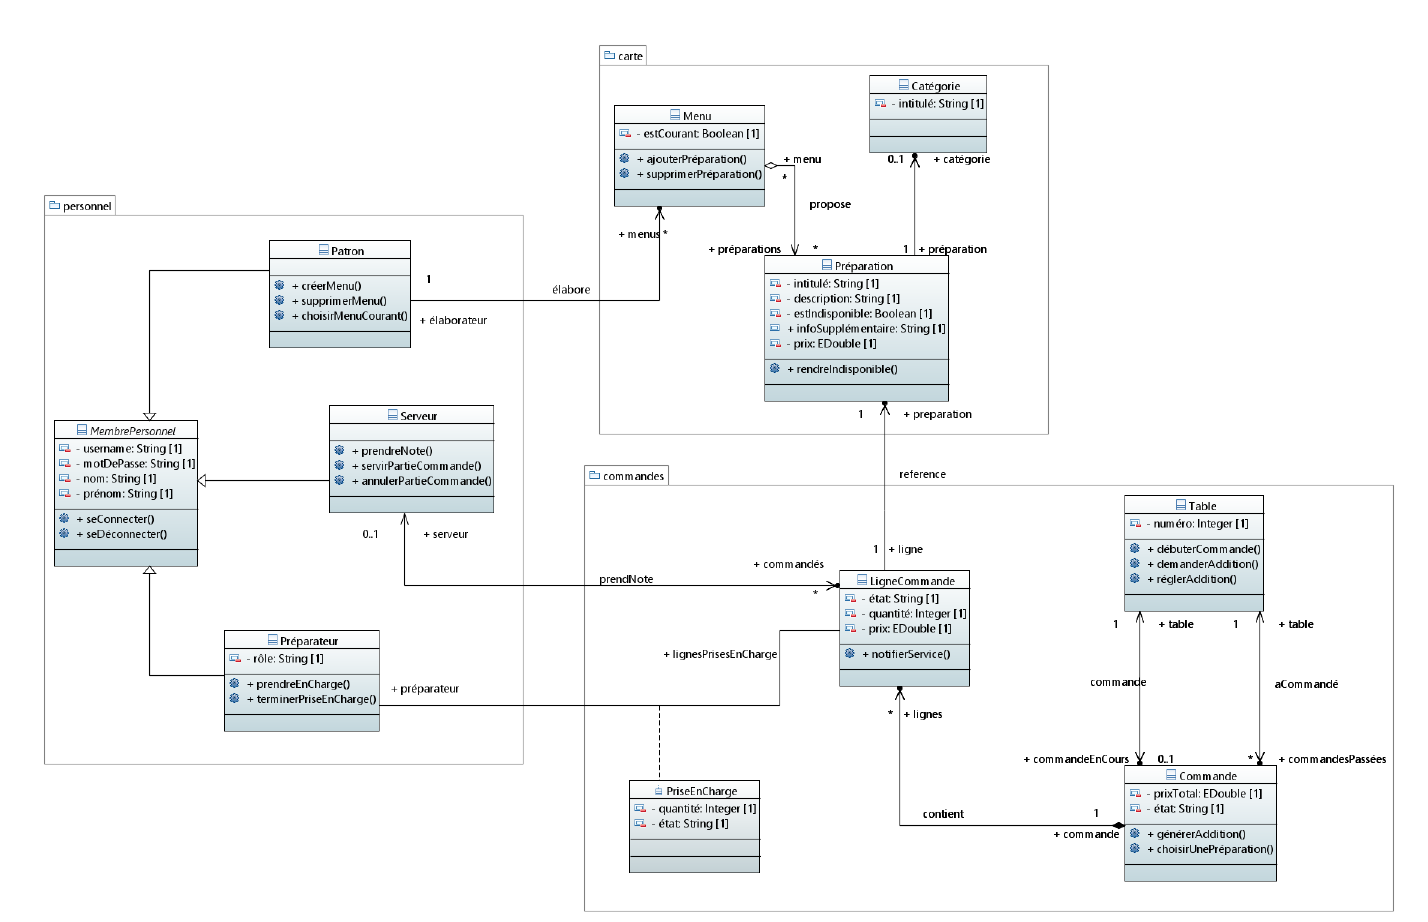 carte
Catégorie
- intitulé: String [1]
Menu
- estCourant: Boolean [1]
+ ajouterPréparation()
+ supprimerPréparation()
+ menu
*
0..1
+ catégorie
propose
+ menus *
+ préparations
*
1
+ préparation
Préparation
- intitulé: String [1]
- description: String [1]
- estIndisponible: Boolean [1]
+ infoSupplémentaire: String [1]
- prix: EDouble [1]
+ rendreIndisponible()
1
+ preparation
personnel
Patron
+ créerMenu()
+ supprimerMenu()
+ choisirMenuCourant()
1
+ élaborateur
élabore
MembrePersonnel
- username: String [1]
- motDePasse: String [1]
- nom: String [1]
- prénom: String [1]
+ seConnecter()
+ seDéconnecter()
Serveur
+ prendreNote()
+ servirPartieCommande()
+ annulerPartieCommande()
0..1
+ serveur
Préparateur
- rôle: String [1]
+ prendreEnCharge()
+ terminerPriseEnCharge()
+ préparateur
commandes
reference
1
+ ligne
+ commandés
prendNote
*
LigneCommande
- état: String [1]
- quantité: Integer [1]
- prix: EDouble [1]
+ notifierService()
+ lignesPrisesEnCharge
*
+ lignes
Table
- numéro: Integer [1]
+ débuterCommande()
+ demanderAddition()
+ réglerAddition()
1
+ table
1
+ table
commande
aCommandé
+ commandeEnCours
0..1
*
+ commandesPassées
Commande
- prixTotal: EDouble [1]
- état: String [1]
+ générerAddition()
+ choisirUnePréparation()
contient
1
+ commande
PriseEnCharge
- quantité: Integer [1]
- état: String [1]